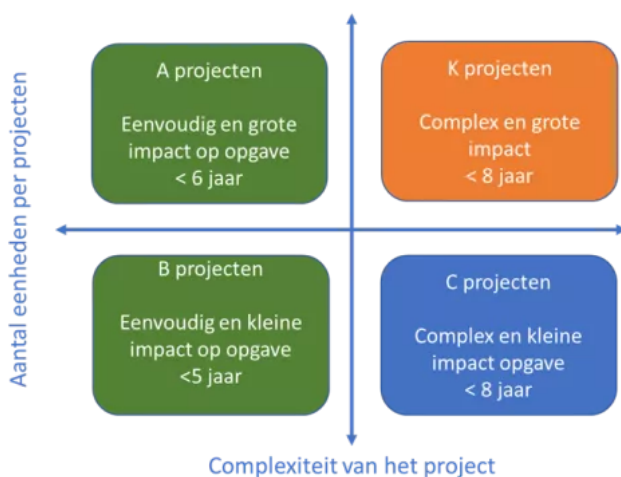 Aantal eenheden per projecten
A projecten
Eenvoudig en grote
impact op opgave
< 6 jaar
K projecten
Complex en grote
impact
< 8 jaar
B projecten
Eenvoudig en kleine
impact op opgave
<5 jaar
C projecten
Complex en kleine
impact opgave
< 8 jaar
Complexiteit van het project